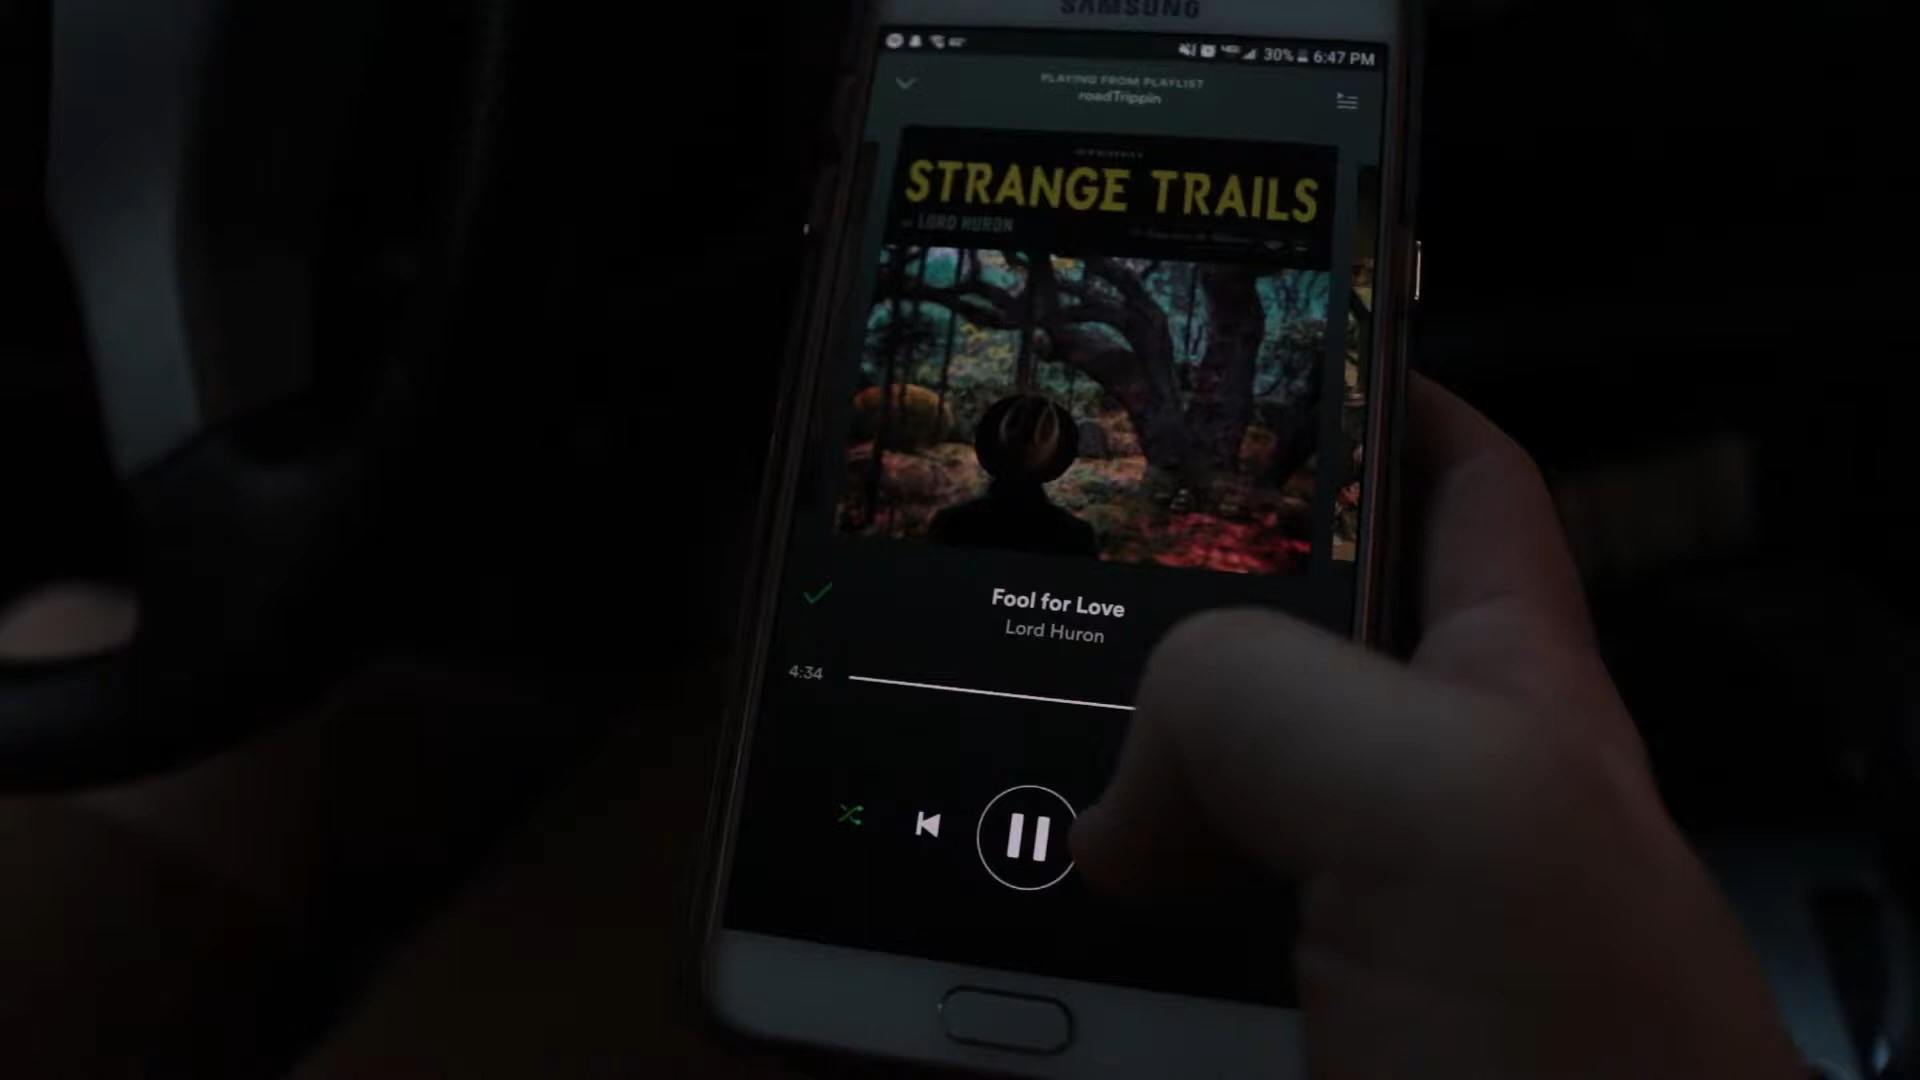 SAMSUNG
30% 6:47 PM
PLAYING FROM PLAYLIST
roadTrippin
STRANGE TRAILS
LORD HURON
Fool for Love
Lord Huron
4:34